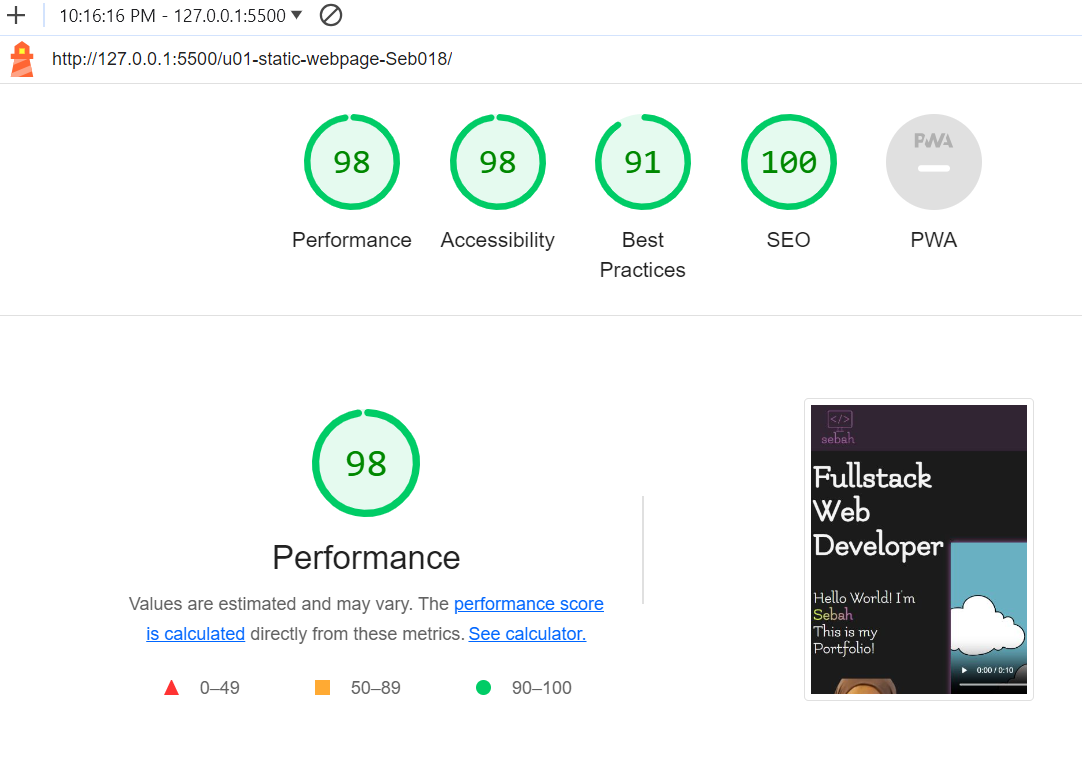 10:16:16 PM - 127.0.0.1:5500
http://127.0.0.1:5500/u01-static-webpage-Seb018/
98
98
91
100
PWA
Performance
Accessibility
Best
Practices
SEO
PWA
98
Performance
Values are estimated and may vary. The performance score
is calculated directly from these metrics. See calculator.
0–49
50–89
90–100
</>
sebah
Fullstack
Web
Developer
Hello World! I'm
Sebah
This is my
Portfolio!
0:00 / 0:10